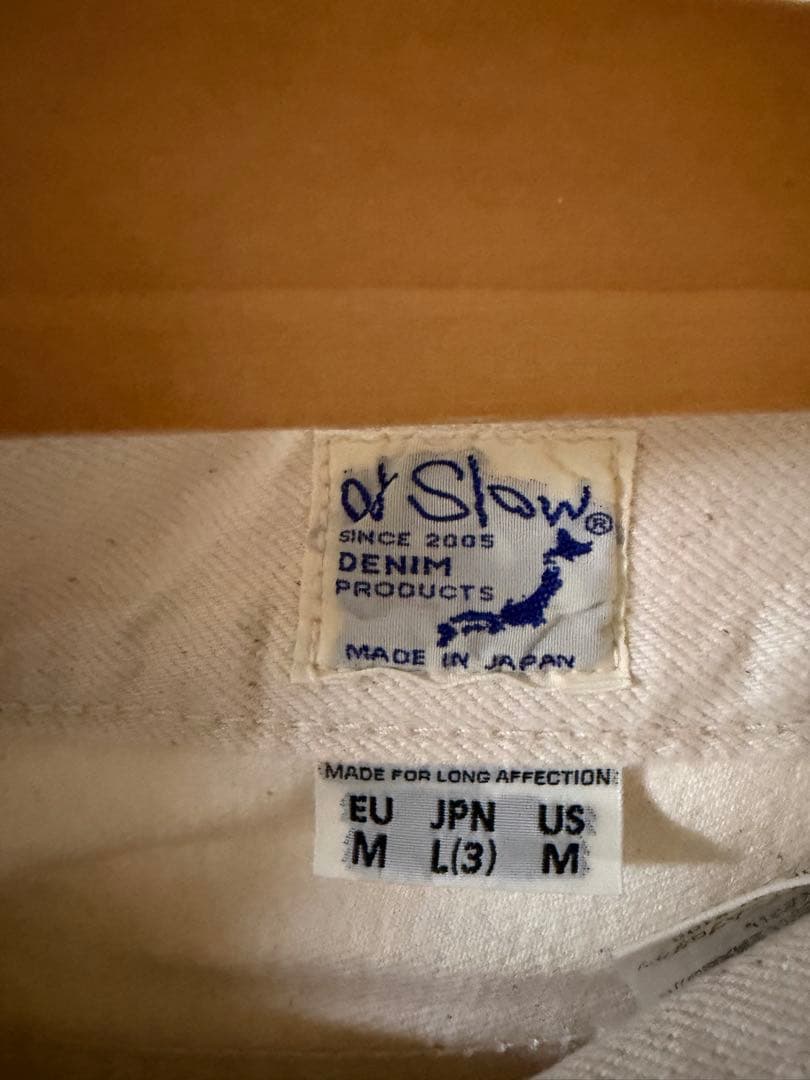 or Slow®
SINCE 2005
DENIM
PRODUCTS
MADE IN JAPAN
MADE FOR LONG AFFECTION
EU JPN US
M L(3) M